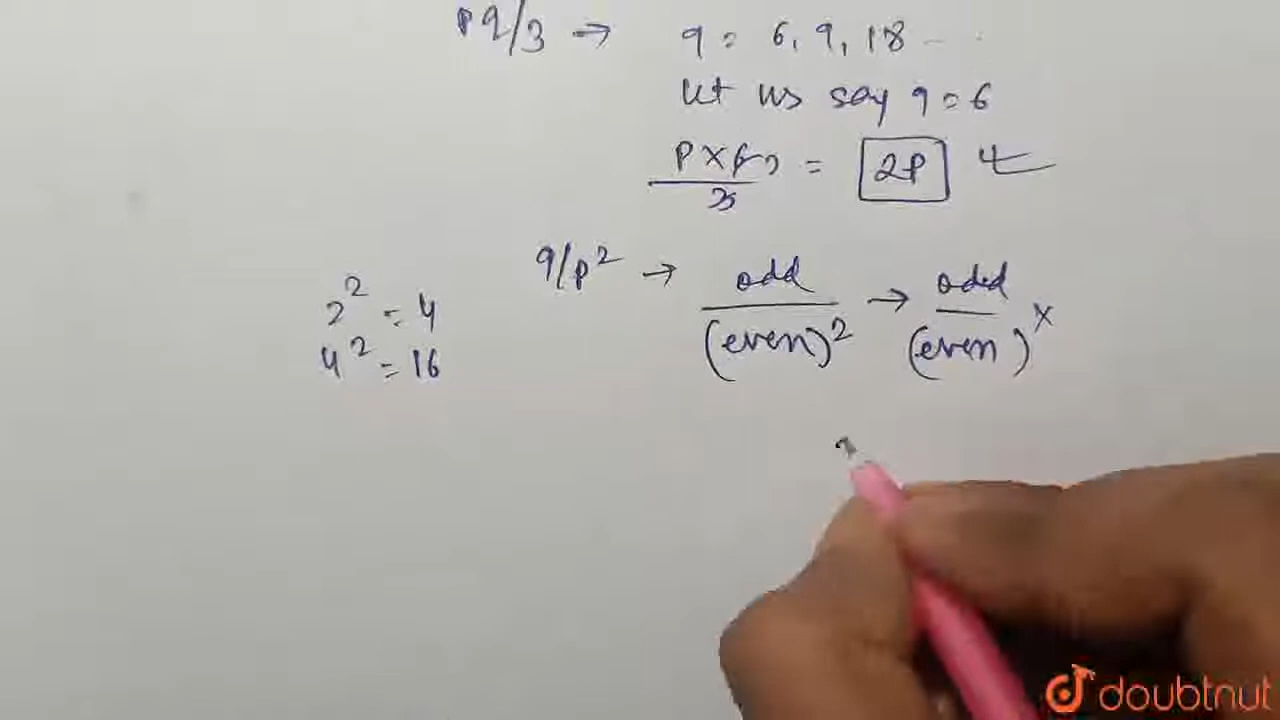 pq/3 → q = 6, 9, 18 ...
let us say q = 6
p×6/3 = 2P
q/p² → odd/(even)² → odd/(even) x
2² = 4
4² = 16
doubtnut